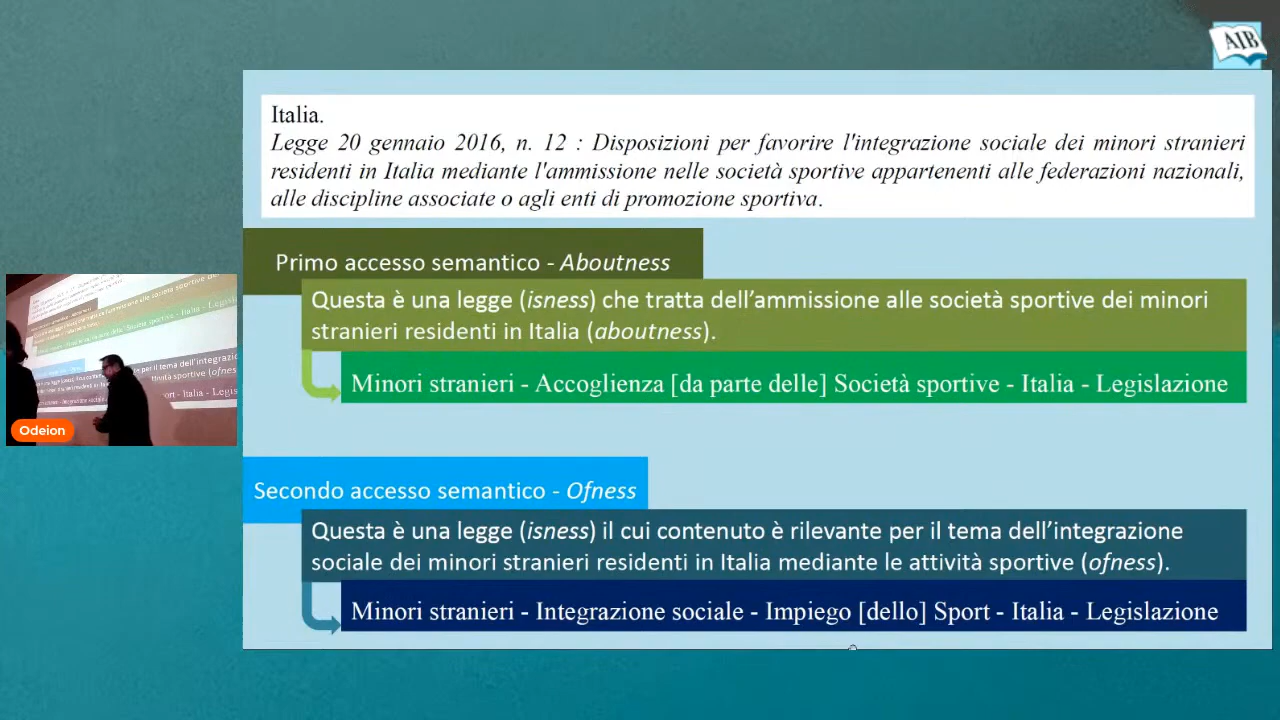 AIB
Italia.
Legge 20 gennaio 2016, n. 12 : Disposizioni per favorire l'integrazione sociale dei minori stranieri
residenti in Italia mediante l'ammissione nelle società sportive appartenenti alle federazioni nazionali,
alle discipline associate o agli enti di promozione sportiva.
Primo accesso semantico - Aboutness
Questa è una legge (isness) che tratta dell’ammissione alle società sportive dei minori
stranieri residenti in Italia (aboutness).
Minori stranieri - Accoglienza [da parte delle] Società sportive - Italia - Legislazione
Odeion
Secondo accesso semantico - Ofness
Questa è una legge (isness) il cui contenuto è rilevante per il tema dell’integrazione
sociale dei minori stranieri residenti in Italia mediante le attività sportive (ofness).
Minori stranieri - Integrazione sociale - Impiego [dello] Sport - Italia - Legislazione